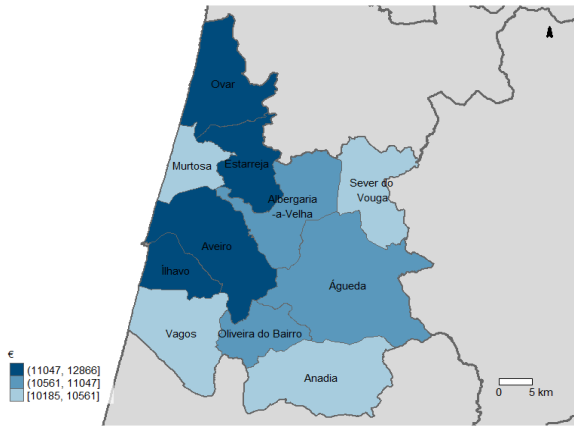 Ovar
Murtosa
Estarreja
Sever do
Vouga
Albergaria
-a-Velha
Aveiro
Ílhavo
Águeda
Vagos
Oliveira do Bairro
Anadia
€
(11047, 12866]
(10561, 11047]
[10185, 10561]
0 5 km